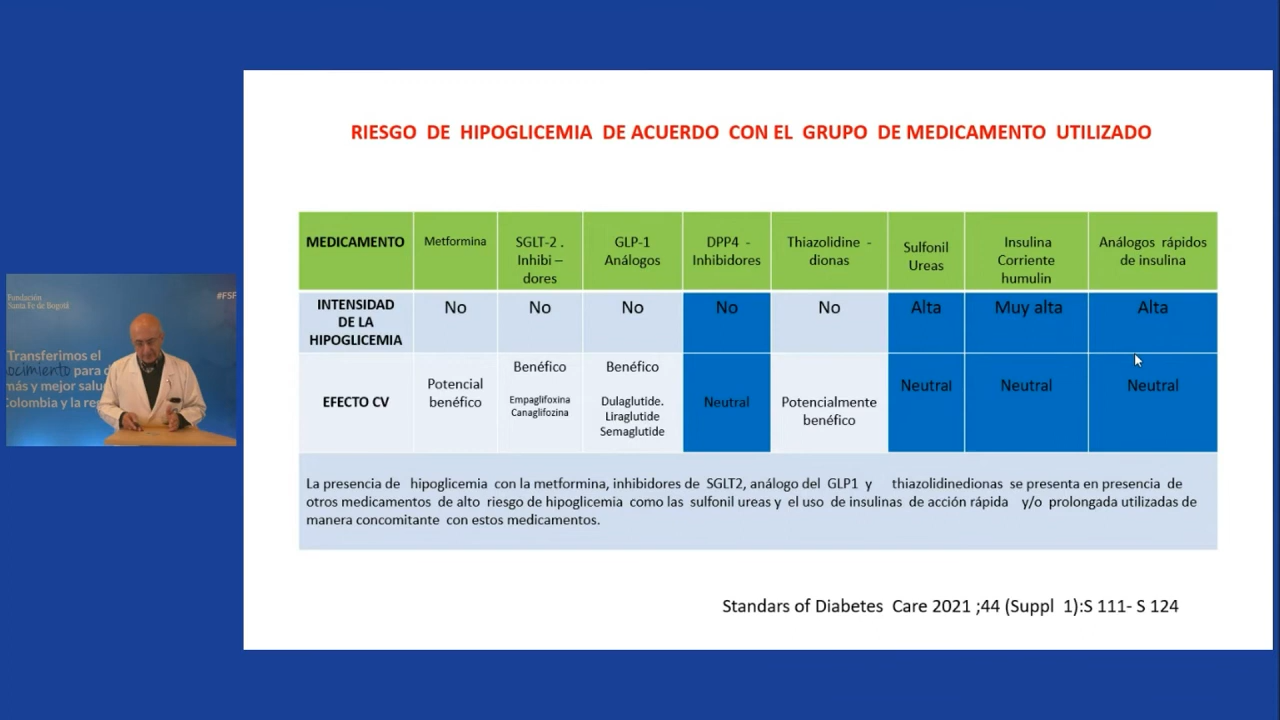 RIESGO DE HIPOGLICEMIA DE ACUERDO CON EL GRUPO DE MEDICAMENTO UTILIZADO
MEDICAMENTO
Metformina
SGLT-2 .
Inhibi –
dores
GLP-1
Análogos
DPP4 -
Inhibidores
Thiazolidine -
dionas
Sulfonil
Ureas
Insulina
Corriente
humulin
Análogos rápidos
de insulina
INTENSIDAD
DE LA
HIPOGLICEMIA
No
No
No
No
No
Alta
Muy alta
Alta
EFECTO CV
Potencial
benéfico
Benéfico
Empaglifoxina
Canaglifozina
Benéfico
Dulaglutide.
Liraglutide
Semaglutide
Neutral
Potencialmente
benéfico
Neutral
Neutral
Neutral
La presencia de hipoglicemia con la metformina, inhibidores de SGLT2, análogo del GLP1 y thiazolidinedionas se presenta en presencia de
otros medicamentos de alto riesgo de hipoglicemia como las sulfonil ureas y el uso de insulinas de acción rápida y/o prolongada utilizadas de
manera concomitante con estos medicamentos.
Standars of Diabetes Care 2021 ;44 (Suppl 1):S 111- S 124
Fundación
Santa Fe de Bogotá
#FSF
Transferimos el
ocimiento para
más y mejor salu
Colombia y la re